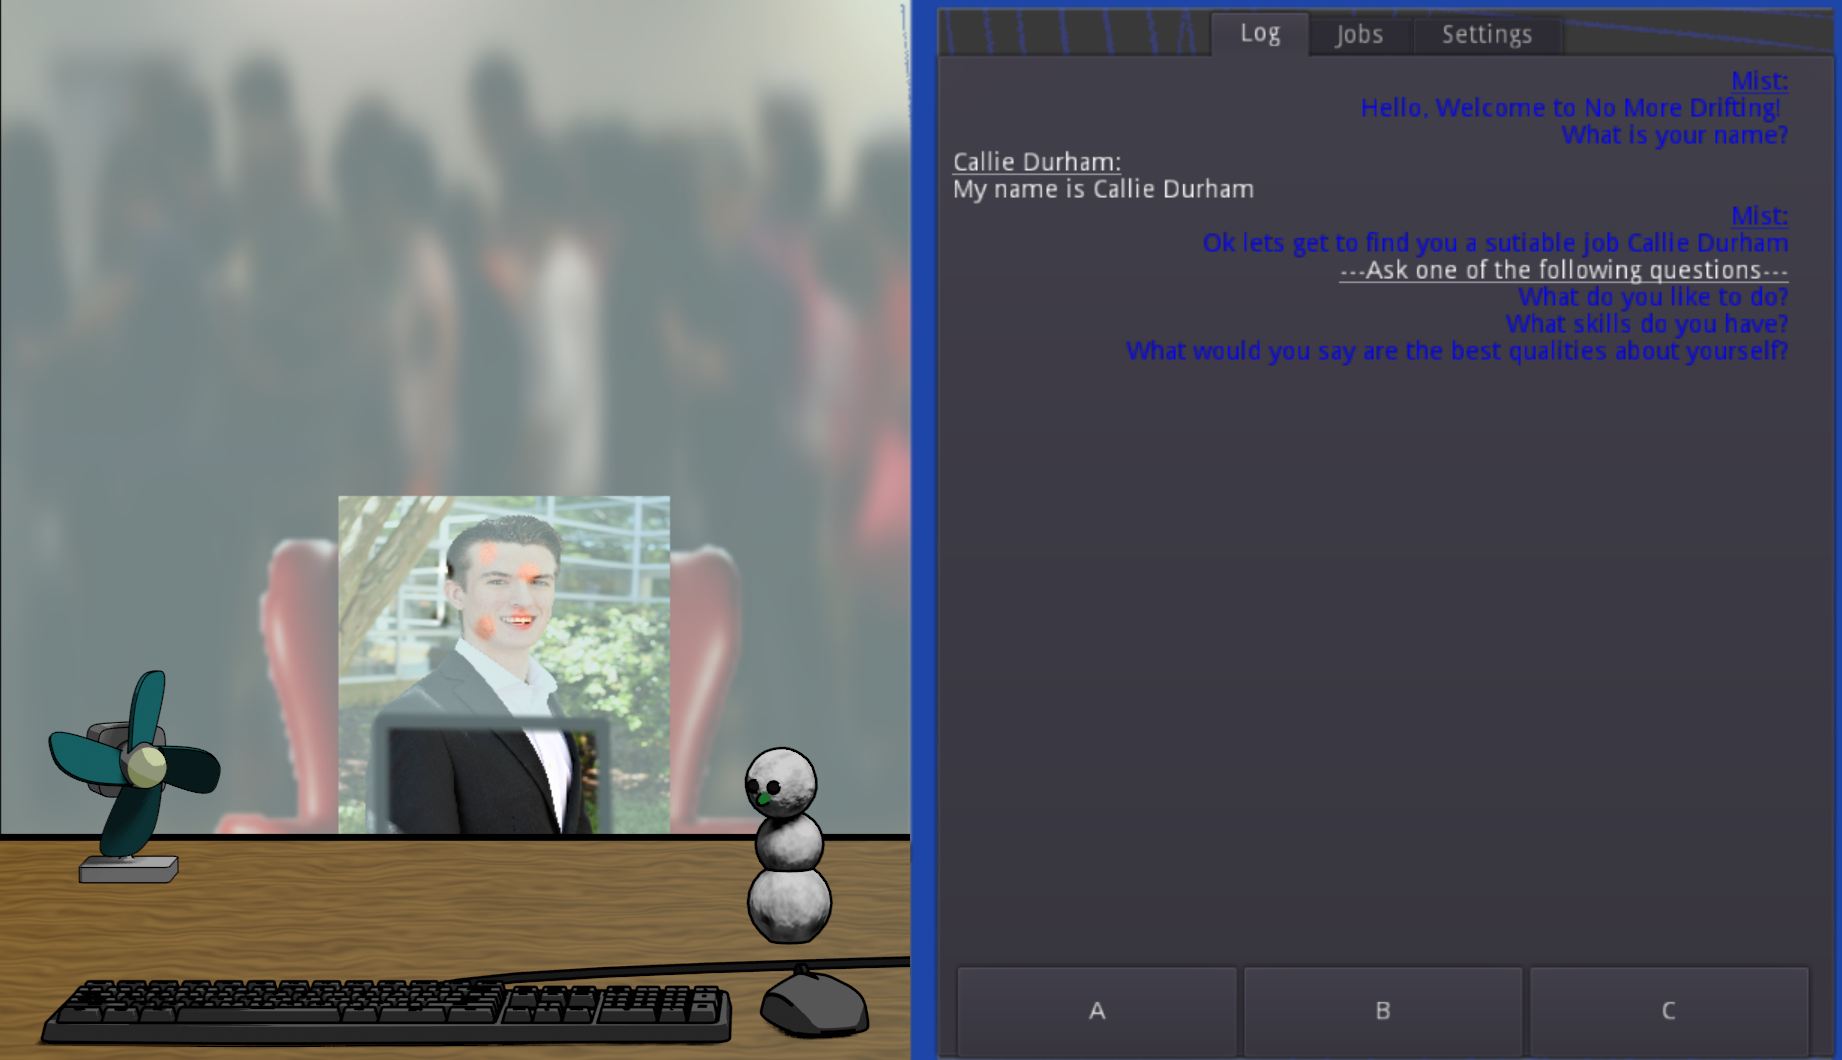 Log Jobs Settings
Mist:
Hello, Welcome to No More Drifting!
What is your name?
Callie Durham:
My name is Callie Durham
Mist:
Ok lets get to find you a sutiable job Callie Durham
---Ask one of the following questions---
What do you like to do?
What skills do you have?
What would you say are the best qualities about yourself?
A B C